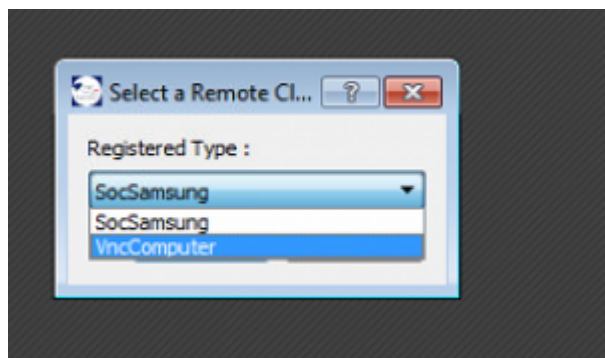 Select a Remote Cl...
Registered Type :
SocSamsung
SocSamsung
VncComputer